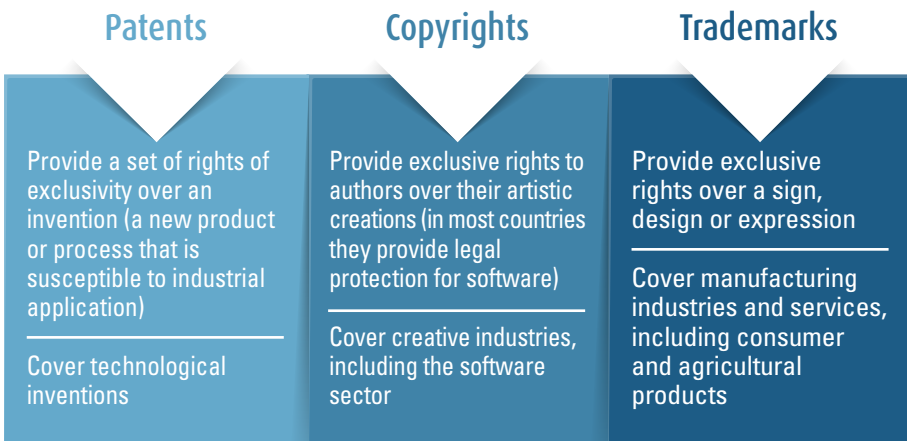 Patents
Provide a set of rights of
exclusivity over an
invention (a new product
or process that is
susceptible to industrial
application)
Cover technological
inventions
Copyrights
Provide exclusive rights to
authors over their artistic
creations (in most countries
they provide legal
protection for software)
Cover creative industries,
including the software
sector
Trademarks
Provide exclusive
rights over a sign,
design or expression
Cover manufacturing
industries and services,
including consumer
and agricultural
products